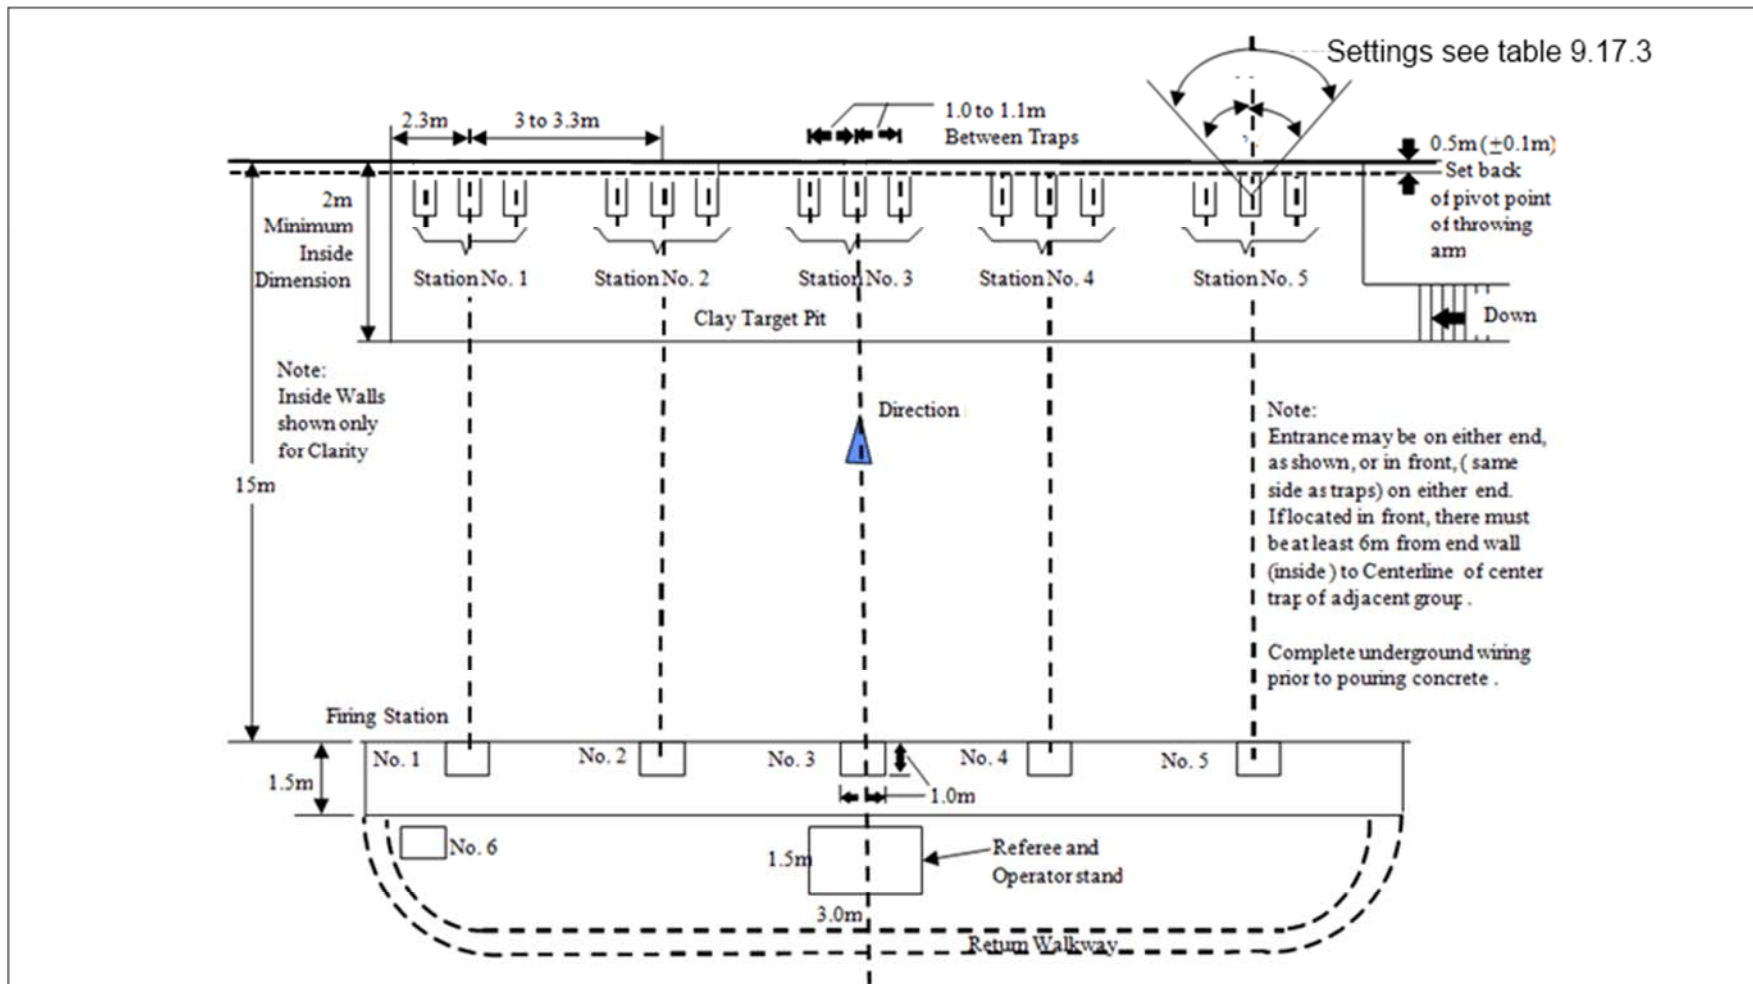 Settings see table 9.17.3
2.3m
3 to 3.3m
1.0 to 1.1m
Between Traps
0.5m (±0.1m)
Set back
of pivot point
of throwing
arm
2m
Minimum
Inside
Dimension
Station No. 1
Station No. 2
Station No. 3
Station No. 4
Station No. 5
Clay Target Pit
Down
Note:
Inside Walls
shown only
for Clarity
Direction
Note:
Entrance may be on either end,
as shown, or in front, ( same
side as traps) on either end.
If located in front, there must
be at least 6m from end wall
(inside ) to Centerline of center
trap of adjacent group .
15m
Complete underground wiring
prior to pouring concrete .
Firing Station
No. 1
No. 2
No. 3
No. 4
No. 5
1.5m
1.0m
No. 6
1.5m
Referee and
Operator stand
3.0m
Return Walkway